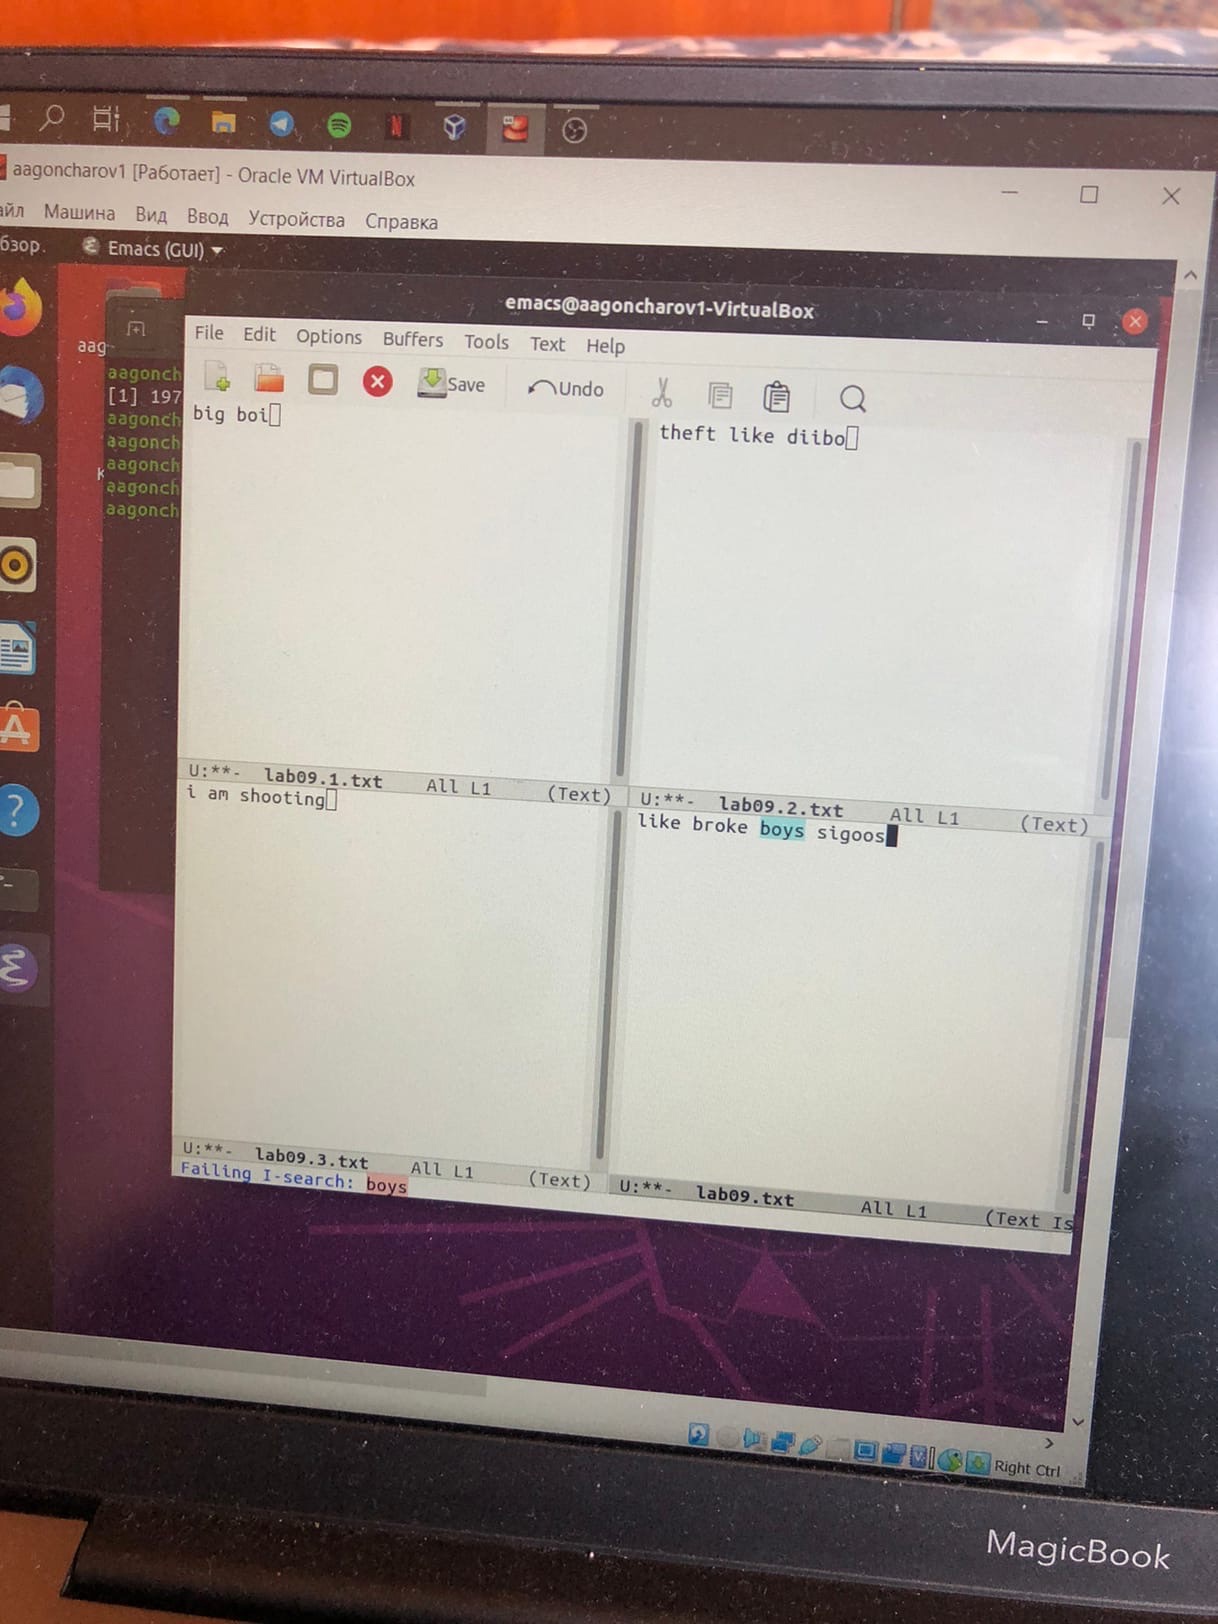 aagoncharov1 [Работает] - Oracle VM VirtualBox
Машина Вид Ввод Устройства Справка
Emacs (GUI)
emacs@aagoncharov1-VirtualBox
File Edit Options Buffers Tools Text Help
Save Undo
aagonch
[1] 197
aagonch
aagonch
aagonch
aagonch
aagonch
big boi
theft like diibo
U:**- lab09.1.txt All L1 (Text)
U:**- lab09.2.txt All L1 (Text)
i am shooting
like broke boys sigoos
U:**- lab09.3.txt All L1 (Text)
U:**- lab09.txt All L1 (Text Is
Failing I-search: boys
Right Ctrl
MagicBook